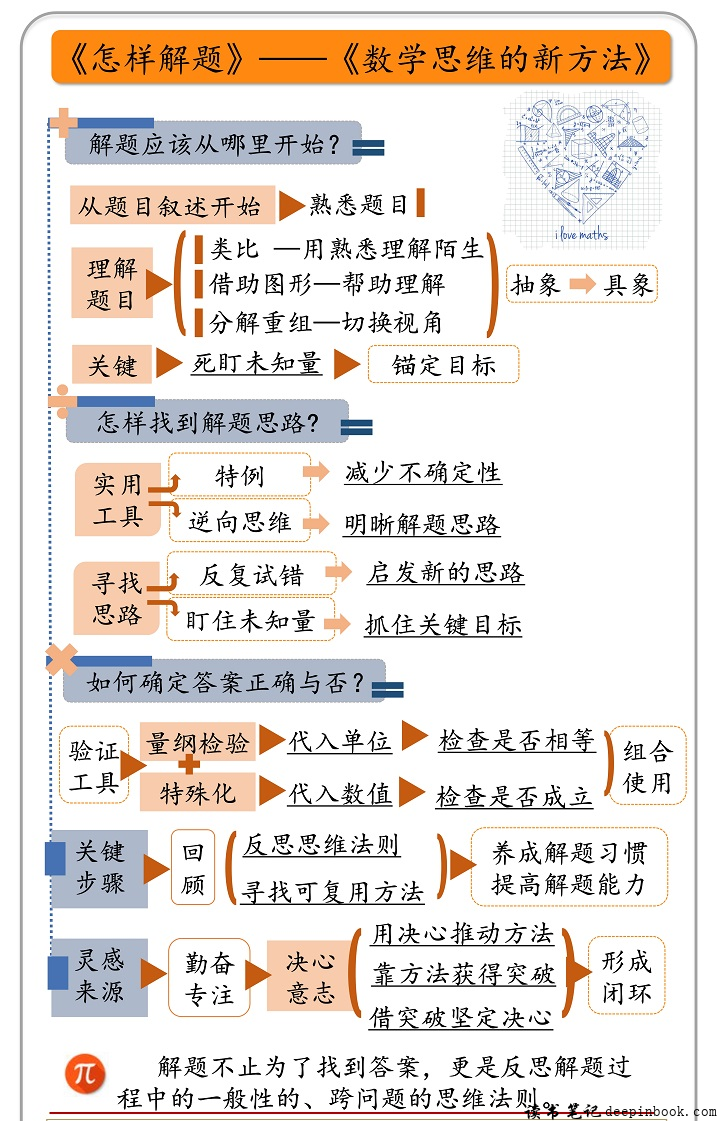 《怎样解题》——《数学思维的新方法》
解题应该从哪里开始？
i love maths
从题目叙述开始 熟悉题目
理解
题目
类比 —用熟悉理解陌生
借助图形—帮助理解
分解重组—切换视角
抽象 具象
关键 死盯未知量 锚定目标
怎样找到解题思路?
实用
工具
特例 减少不确定性
逆向思维 明晰解题思路
寻找
思路
反复试错 启发新的思路
盯住未知量 抓住关键目标
如何确定答案正确与否？
验证
工具
量纲检验 代入单位 检查是否相等
特殊化 代入数值 检查是否成立
组合
使用
关键
步骤
回
顾
反思思维法则
寻找可复用方法
养成解题习惯
提高解题能力
灵感
来源
勤奋
专注
决心
意志
用决心推动方法
靠方法获得突破
借突破坚定决心
形成
闭环
π
解题不止为了找到答案，更是反思解题过
程中的一般性的、跨问题的思维法则。
读书笔记deepinbook.com